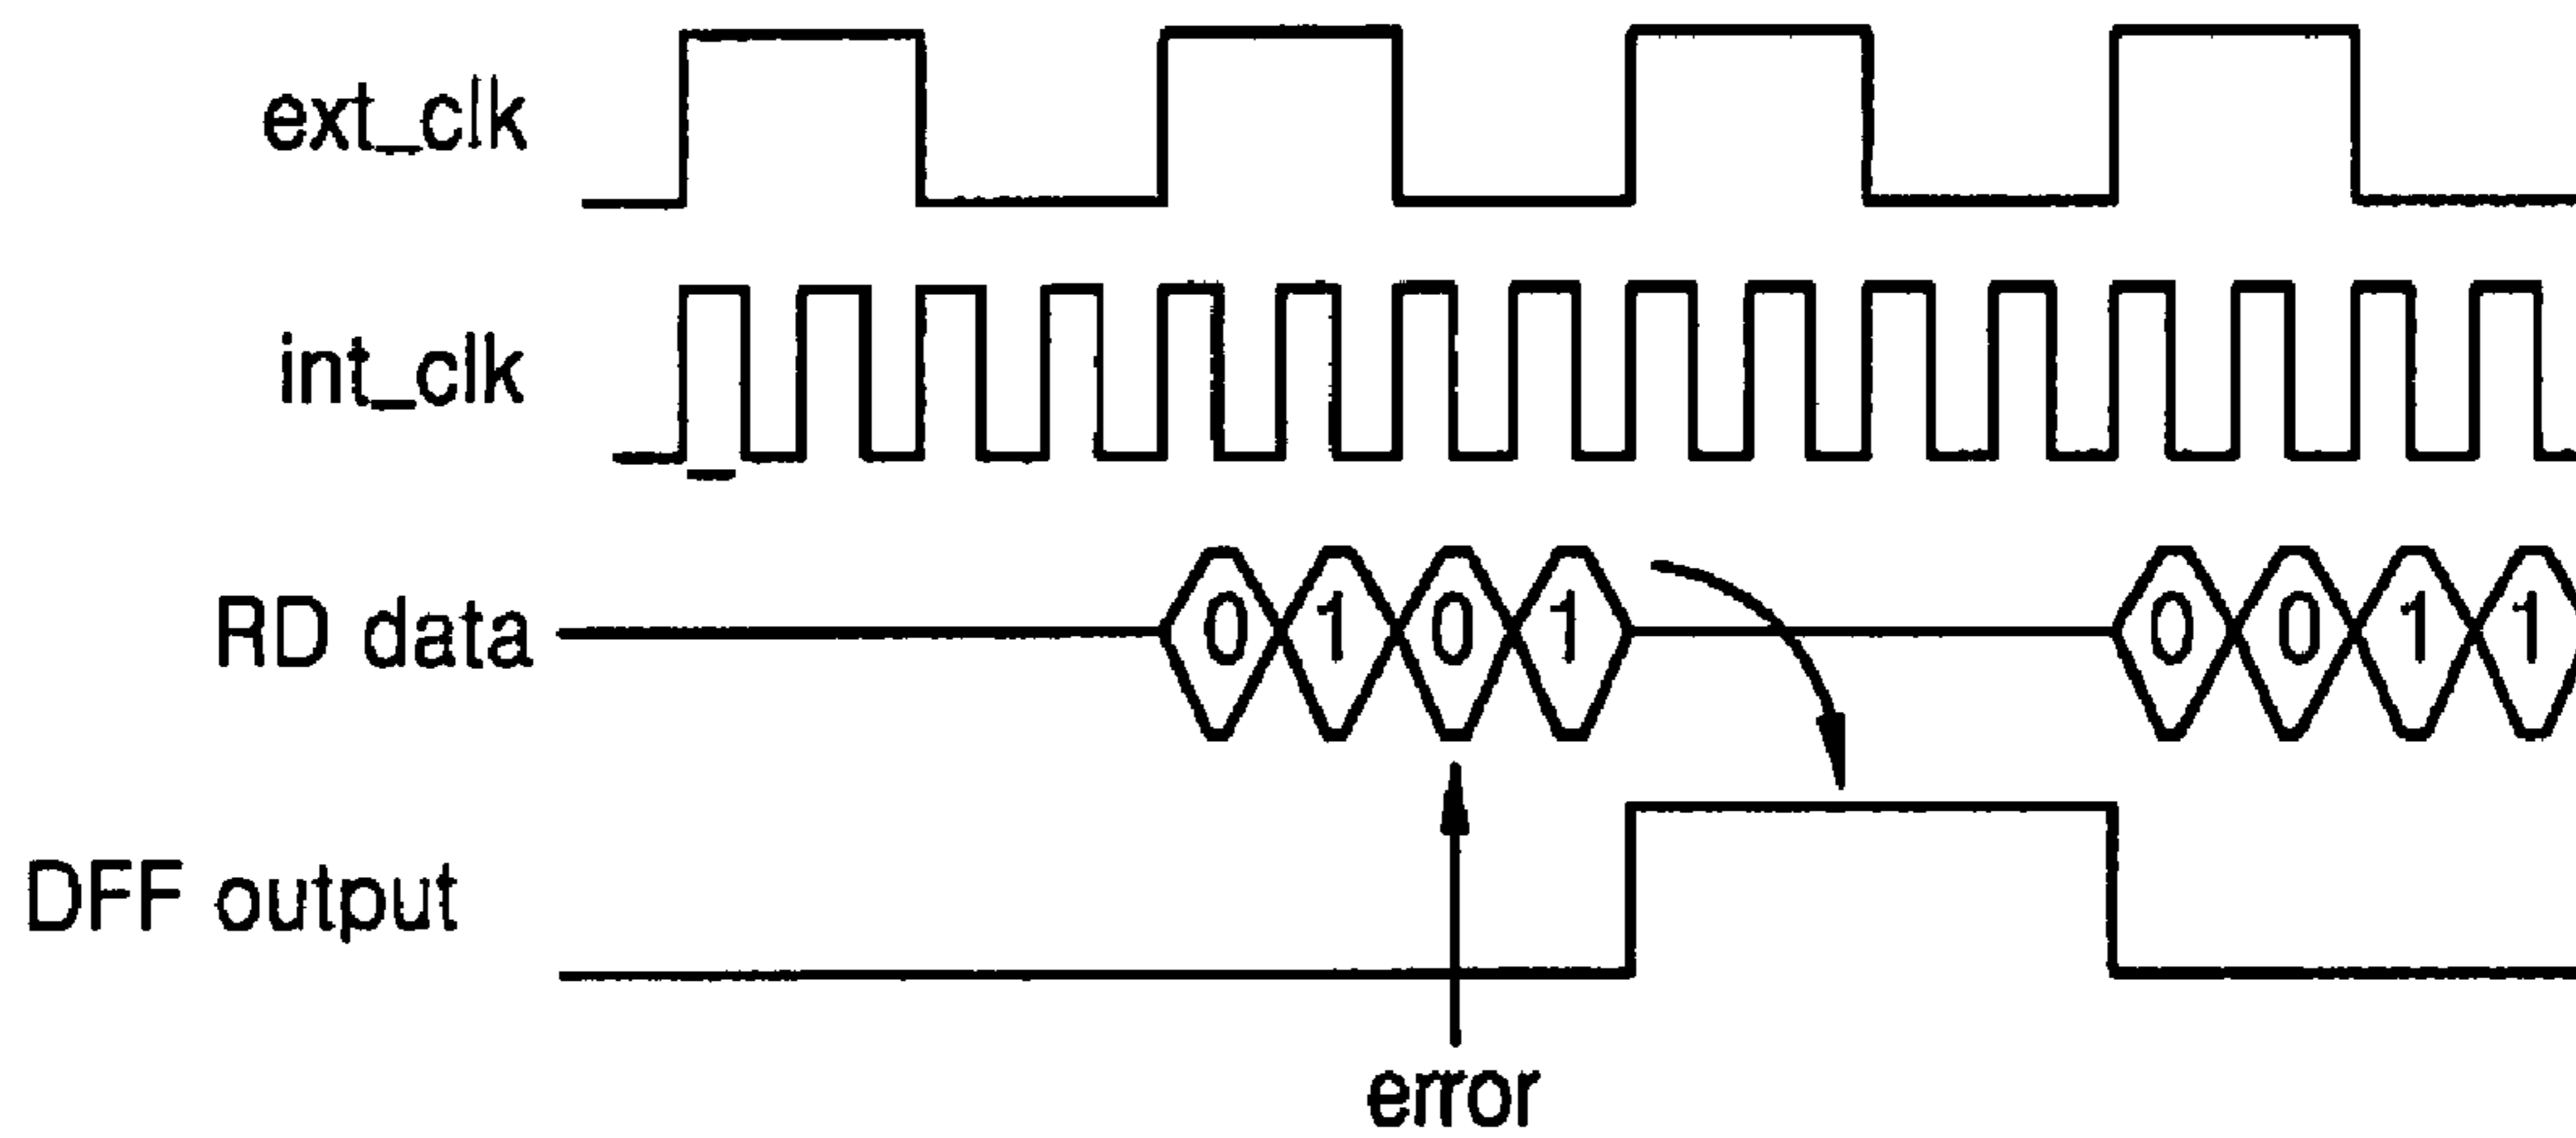 ext_clk
int_clk
RD data 0 1 0 1 0 0 1 1
DFF output
error